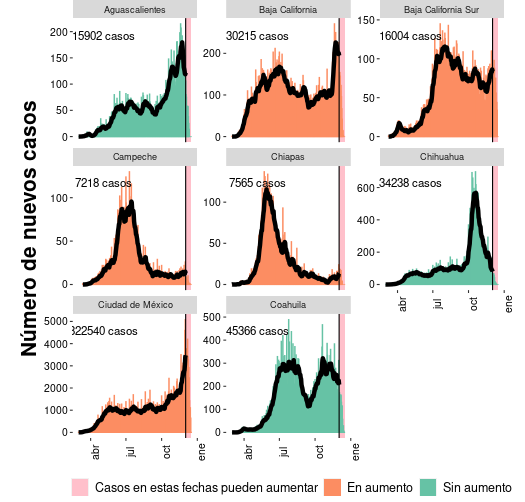 Número de nuevos casos
Aguascalientes
Baja California
Baja California Sur
15902 casos
30215 casos
16004 casos
200
150
100
50
0
200
100
0
150
100
50
0
Campeche
Chiapas
Chihuahua
7218 casos
7565 casos
34238 casos
100
50
0
100
50
0
600
400
200
0
Ciudad de México
Coahuila
322540 casos
45366 casos
5000
4000
3000
2000
1000
0
500
400
300
200
100
0
abr
jul
oct
ene
abr
jul
oct
ene
abr
jul
oct
ene
Casos en estas fechas pueden aumentar
En aumento
Sin aumento